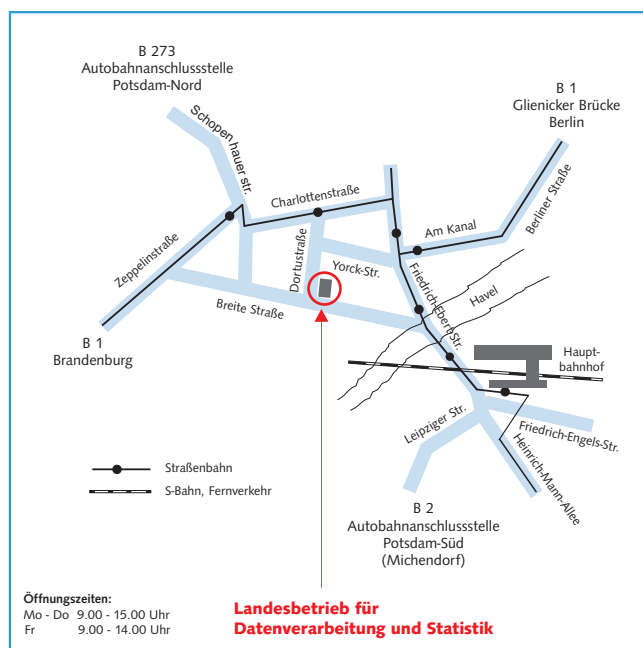 B 273
Autobahnanschlussstelle
Potsdam-Nord
B 1
Glienicker Brücke
Berlin
Schopen hauer str.
Charlottenstraße
Berliner Straße
Am Kanal
Zeppelinstraße
Dortustraße
Yorck-Str.
Friedrich-Ebert-Str.
Havel
Breite Straße
B 1
Brandenburg
Haupt-
bahnhof
Leipziger Str.
Friedrich-Engels-Str.
Heinrich-Mann-Allee
Straßenbahn
S-Bahn, Fernverkehr
B 2
Autobahnanschlussstelle
Potsdam-Süd
(Michendorf)
Öffnungszeiten:
Mo - Do 9.00 - 15.00 Uhr
Fr 9.00 - 14.00 Uhr
Landesbetrieb für
Datenverarbeitung und Statistik